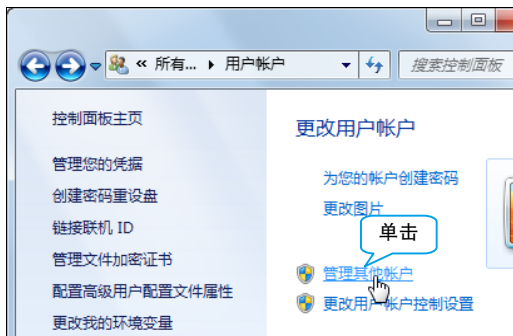 « 所有... ▸ 用户帐户
搜索控制面板
控制面板主页
管理您的凭据
创建密码重设盘
链接联机 ID
管理文件加密证书
配置高级用户配置文件属性
更改我的环境变量
更改用户帐户
为您的帐户创建密码
更改图片
单击
管理其他帐户
更改用户帐户控制设置